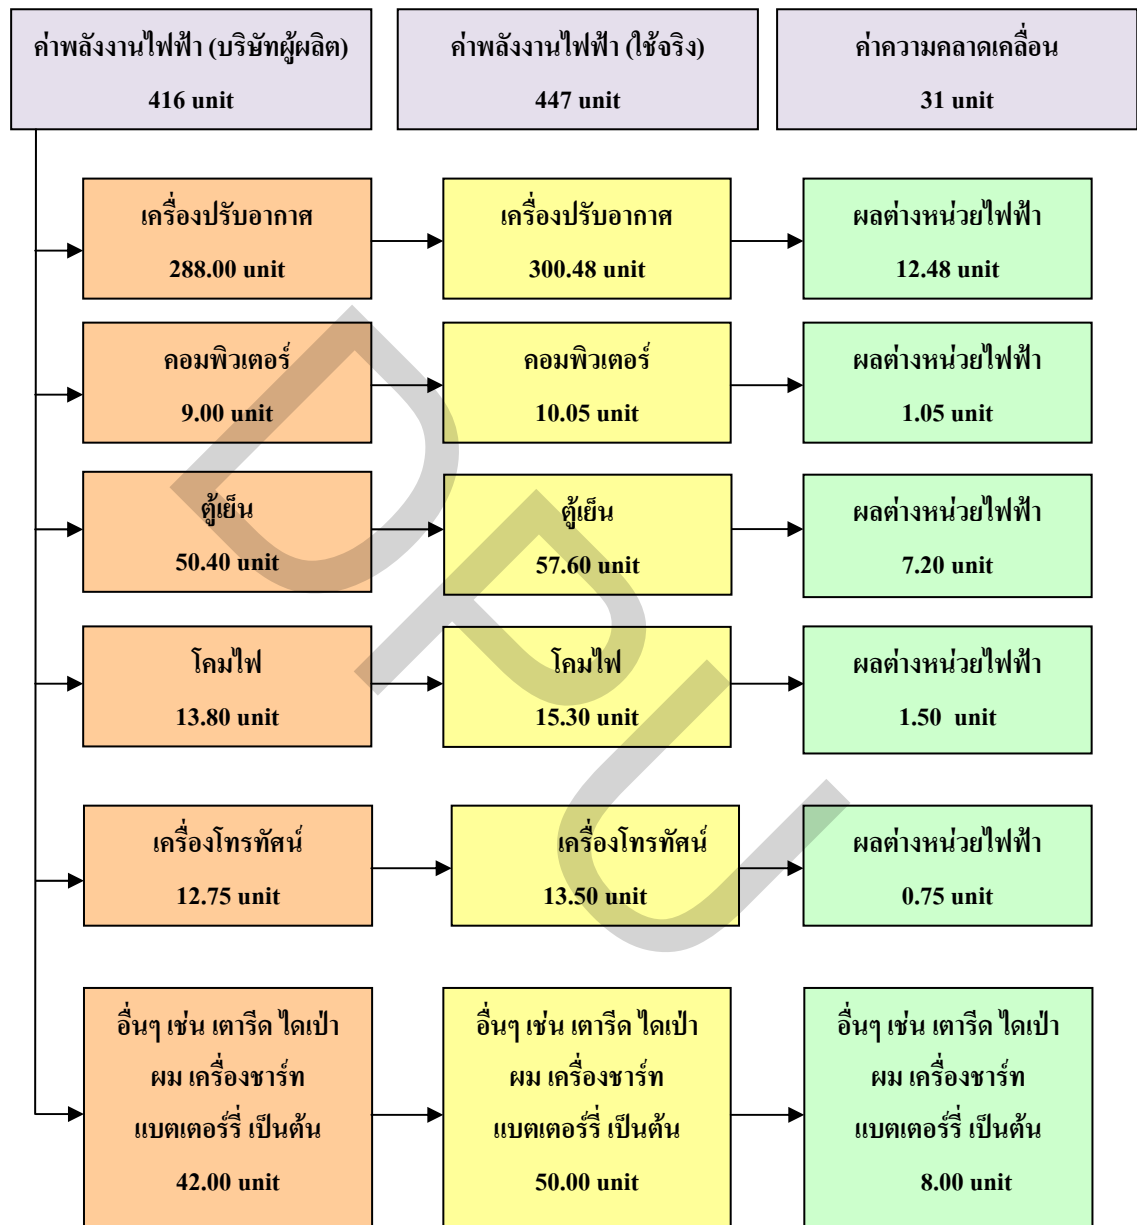 ค่าพลังงานไฟฟ้า (บริษัทผู้ผลิต)
416 unit
ค่าพลังงานไฟฟ้า (ใช้จริง)
447 unit
ค่าความคลาดเคลื่อน
31 unit
เครื่องปรับอากาศ
288.00 unit
เครื่องปรับอากาศ
300.48 unit
ผลต่างหน่วยไฟฟ้า
12.48 unit
คอมพิวเตอร์
9.00 unit
คอมพิวเตอร์
10.05 unit
ผลต่างหน่วยไฟฟ้า
1.05 unit
ตู้เย็น
50.40 unit
ตู้เย็น
57.60 unit
ผลต่างหน่วยไฟฟ้า
7.20 unit
โคมไฟ
13.80 unit
โคมไฟ
15.30 unit
ผลต่างหน่วยไฟฟ้า
1.50 unit
เครื่องโทรทัศน์
12.75 unit
เครื่องโทรทัศน์
13.50 unit
ผลต่างหน่วยไฟฟ้า
0.75 unit
อื่นๆ เช่น เตารีด ไดเป่า
ผม เครื่องชาร์ท
แบตเตอร์รี่ เป็นต้น
42.00 unit
อื่นๆ เช่น เตารีด ไดเป่า
ผม เครื่องชาร์ท
แบตเตอร์รี่ เป็นต้น
50.00 unit
อื่นๆ เช่น เตารีด ไดเป่า
ผม เครื่องชาร์ท
แบตเตอร์รี่ เป็นต้น
8.00 unit
DPU